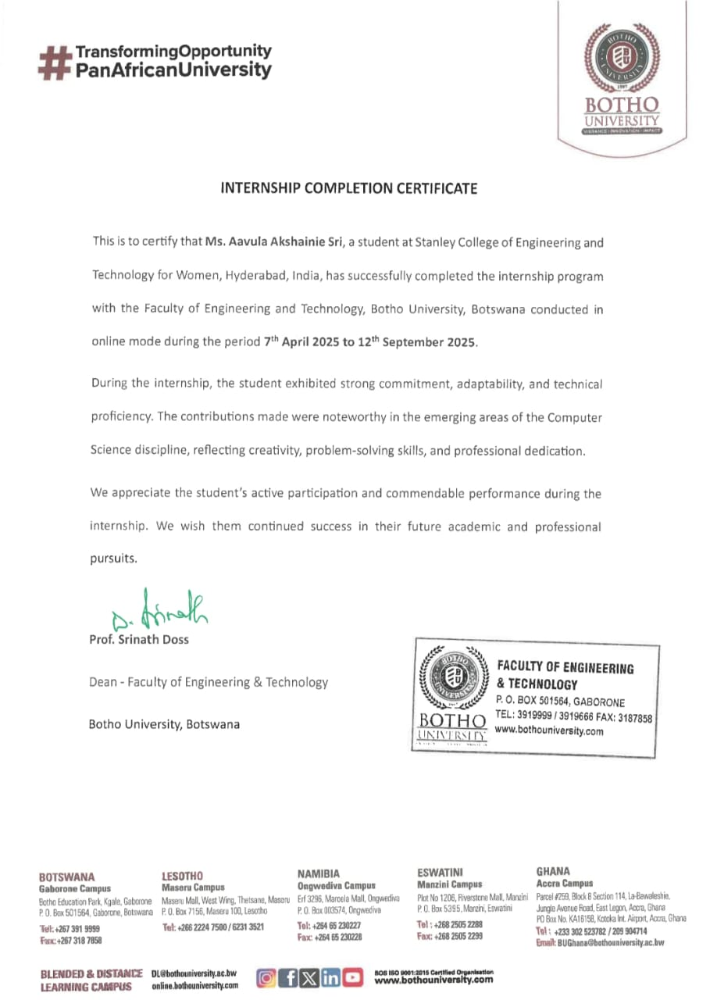 #TransformingOpportunity
PanAfricanUniversity
BOTHO UNIVERSITY
1997
BOTHO
UNIVERSITY
INTERNSHIP COMPLETION CERTIFICATE
This is to certify that Ms. Aavula Akshainie Sri, a student at Stanley College of Engineering and
Technology for Women, Hyderabad, India, has successfully completed the internship program
with the Faculty of Engineering and Technology, Botho University, Botswana conducted in
online mode during the period 7th April 2025 to 12th September 2025.
During the internship, the student exhibited strong commitment, adaptability, and technical
proficiency. The contributions made were noteworthy in the emerging areas of the Computer
Science discipline, reflecting creativity, problem-solving skills, and professional dedication.
We appreciate the student's active participation and commendable performance during the
internship. We wish them continued success in their future academic and professional
pursuits.
D. Srinath
Prof. Srinath Doss
Dean - Faculty of Engineering & Technology
Botho University, Botswana
BOTHO UNIVERSITY
BOTHO
UNIVERSITY
FACULTY OF ENGINEERING
& TECHNOLOGY
P. O. BOX 501564, GABORONE
TEL: 3919999 / 3919666 FAX: 3187858
www.bothouniversity.com
BOTSWANA
Gaborone Campus
Botho Education Park, Kgale, Gaborone
P. O. Box 501564, Gaborone, Botswana
Tel: +267 391 9999
Fax: +267 318 7858
LESOTHO
Maseru Campus
Maseru Mall, West Wing, Thetsane, Maseru
P. O. Box 7156, Maseru 100, Lesotho
Tel: +266 2224 7500 / 6231 3521
NAMIBIA
Ongwediva Campus
Erf 3296, Maroela Mall, Ongwediva
P. O. Box 003574, Ongwediva
Tel: +264 65 230227
Fax: +264 65 230228
ESWATINI
Manzini Campus
Plot No 1206, Riverstone Mall, Manzini
P. O. Box 5395, Manzini, Eswatini
Tel : +268 2505 2288
Fax: +268 2505 2299
GHANA
Accra Campus
Parcel #259, Block 8 Section 114, La-Bawaleshie,
Jungle Avenue Road, East Legon, Accra, Ghana
PO Box No. KA16158, Kotoka Int. Airport, Accra, Ghana
Tel : +233 302 523782 / 209 904714
Email: BUGhana@bothouniversity.ac.bw
BLENDED & DISTANCE
LEARNING CAMPUS
DL@bothouniversity.ac.bw
online.bothouniversity.com
BOS ISO 9001:2015 Certified Organisation
www.bothouniversity.com